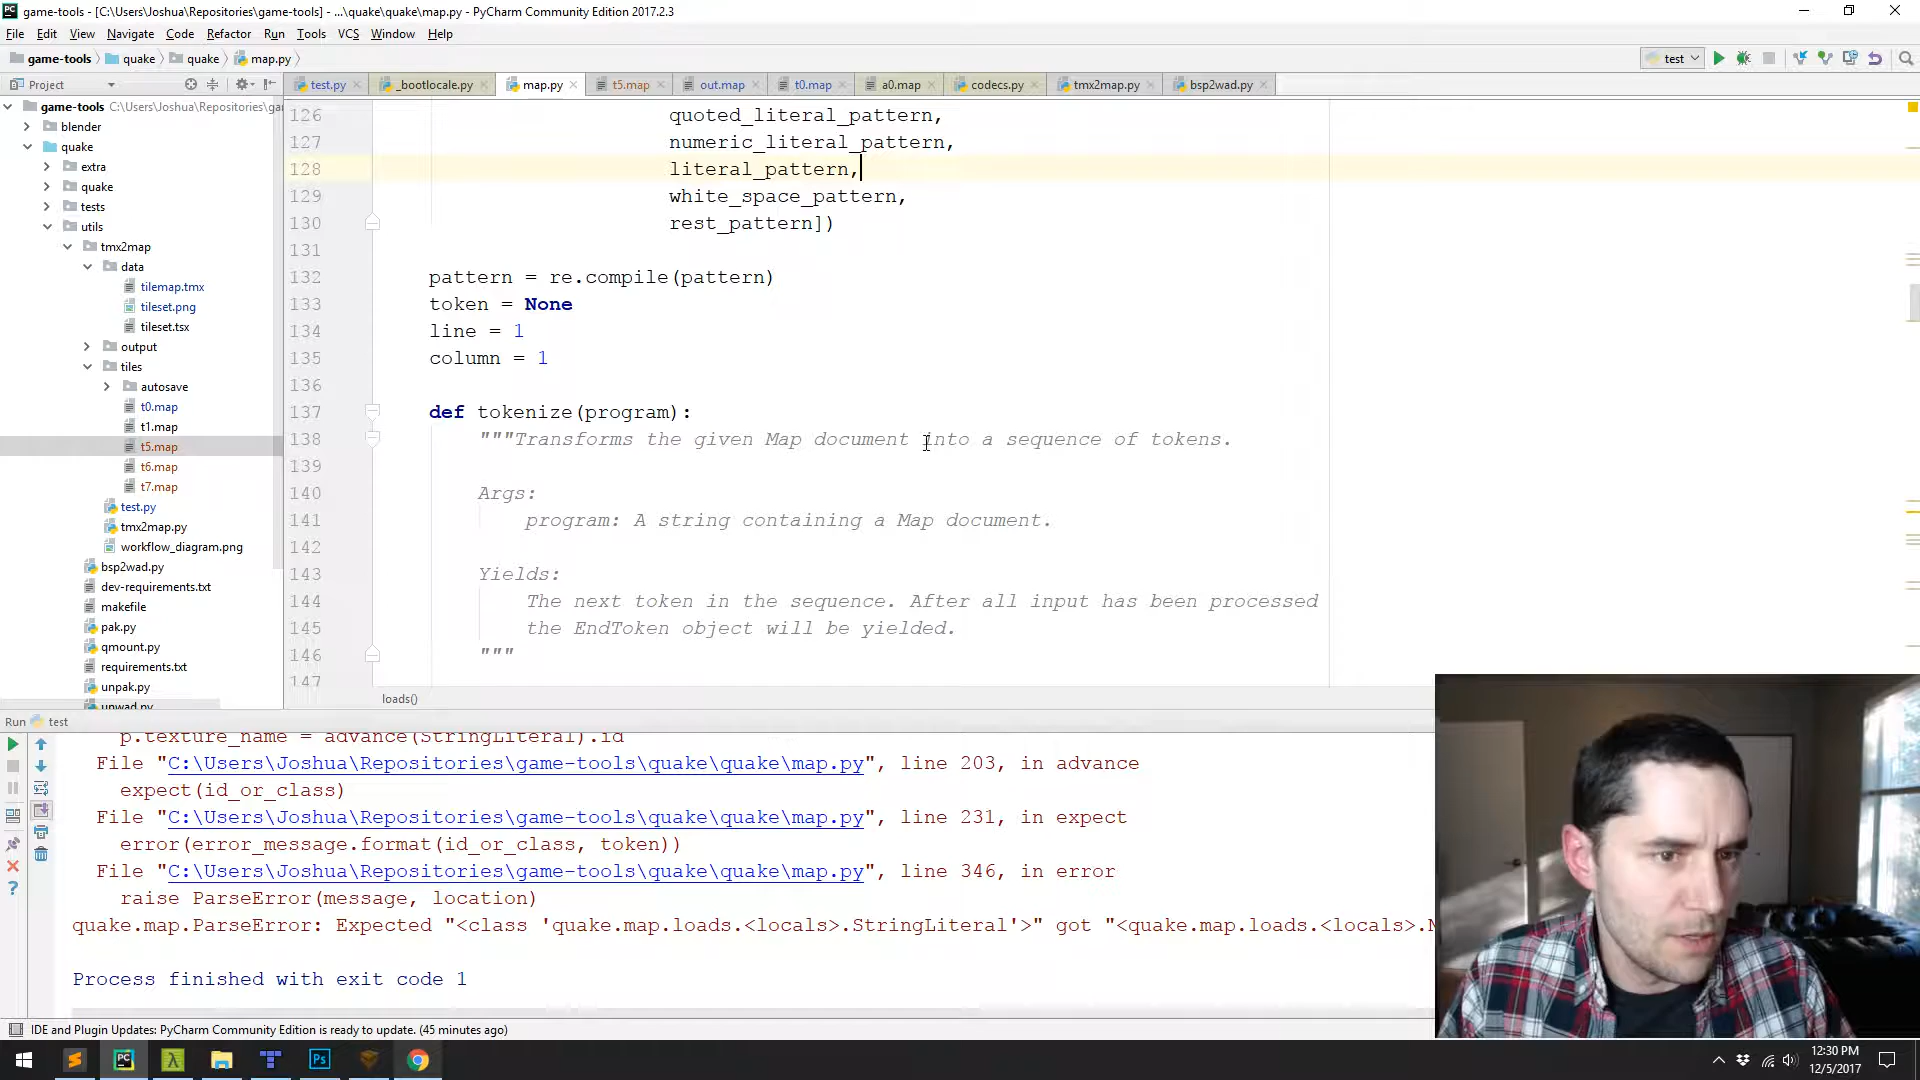 game-tools - [C:\Users\Joshua\Repositories\game-tools] - ...\quake\quake\map.py - PyCharm Community Edition 2017.2.3
File Edit View Navigate Code Refactor Run Tools VCS Window Help
game-tools quake quake map.py test
Project test.py _bootlocale.py map.py t5.map out.map t0.map a0.map codecs.py tmx2map.py bsp2wad.py
game-tools C:\Users\Joshua\Repositories\ga
blender
quake
extra
quake
tests
utils
tmx2map
data
tilemap.tmx
tileset.png
tileset.tsx
output
tiles
autosave
t0.map
t1.map
t5.map
t6.map
t7.map
test.py
tmx2map.py
workflow_diagram.png
bsp2wad.py
dev-requirements.txt
makefile
pak.py
qmount.py
requirements.txt
unpak.py
unwad.py
126 quoted_literal_pattern,
127 numeric_literal_pattern,
128 literal_pattern,
129 white_space_pattern,
130 rest_pattern])
131
132 pattern = re.compile(pattern)
133 token = None
134 line = 1
135 column = 1
136
137 def tokenize(program):
138 """Transforms the given Map document into a sequence of tokens.
139
140 Args:
141 program: A string containing a Map document.
142
143 Yields:
144 The next token in the sequence. After all input has been processed
145 the EndToken object will be yielded.
146 """
147
loads()
Run test
p.texture_name = advance(StringLiteral).id
File "C:\Users\Joshua\Repositories\game-tools\quake\quake\map.py", line 203, in advance
expect(id_or_class)
File "C:\Users\Joshua\Repositories\game-tools\quake\quake\map.py", line 231, in expect
error(error_message.format(id_or_class, token))
File "C:\Users\Joshua\Repositories\game-tools\quake\quake\map.py", line 346, in error
raise ParseError(message, location)
quake.map.ParseError: Expected "<class 'quake.map.loads.<locals>.StringLiteral'>" got "<quake.map.loads.<locals>.
Process finished with exit code 1
IDE and Plugin Updates: PyCharm Community Edition is ready to update. (45 minutes ago)
PC
Ps
12:30 PM
12/5/2017